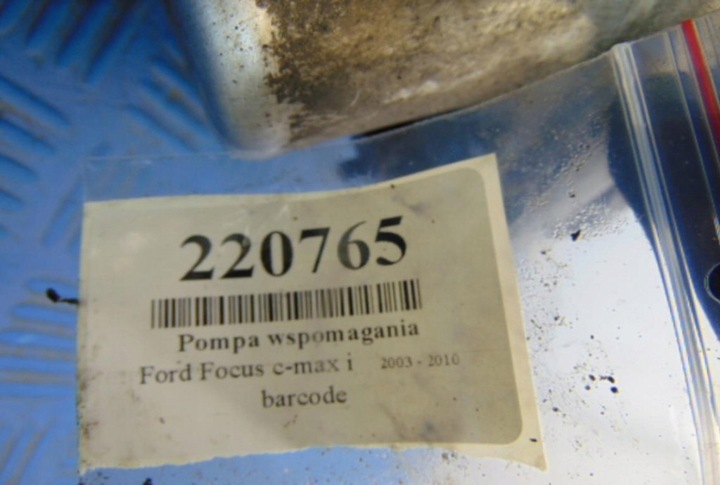 220765
Pompa wspomagania
Ford Focus c-max i 2003 - 2010
barcode